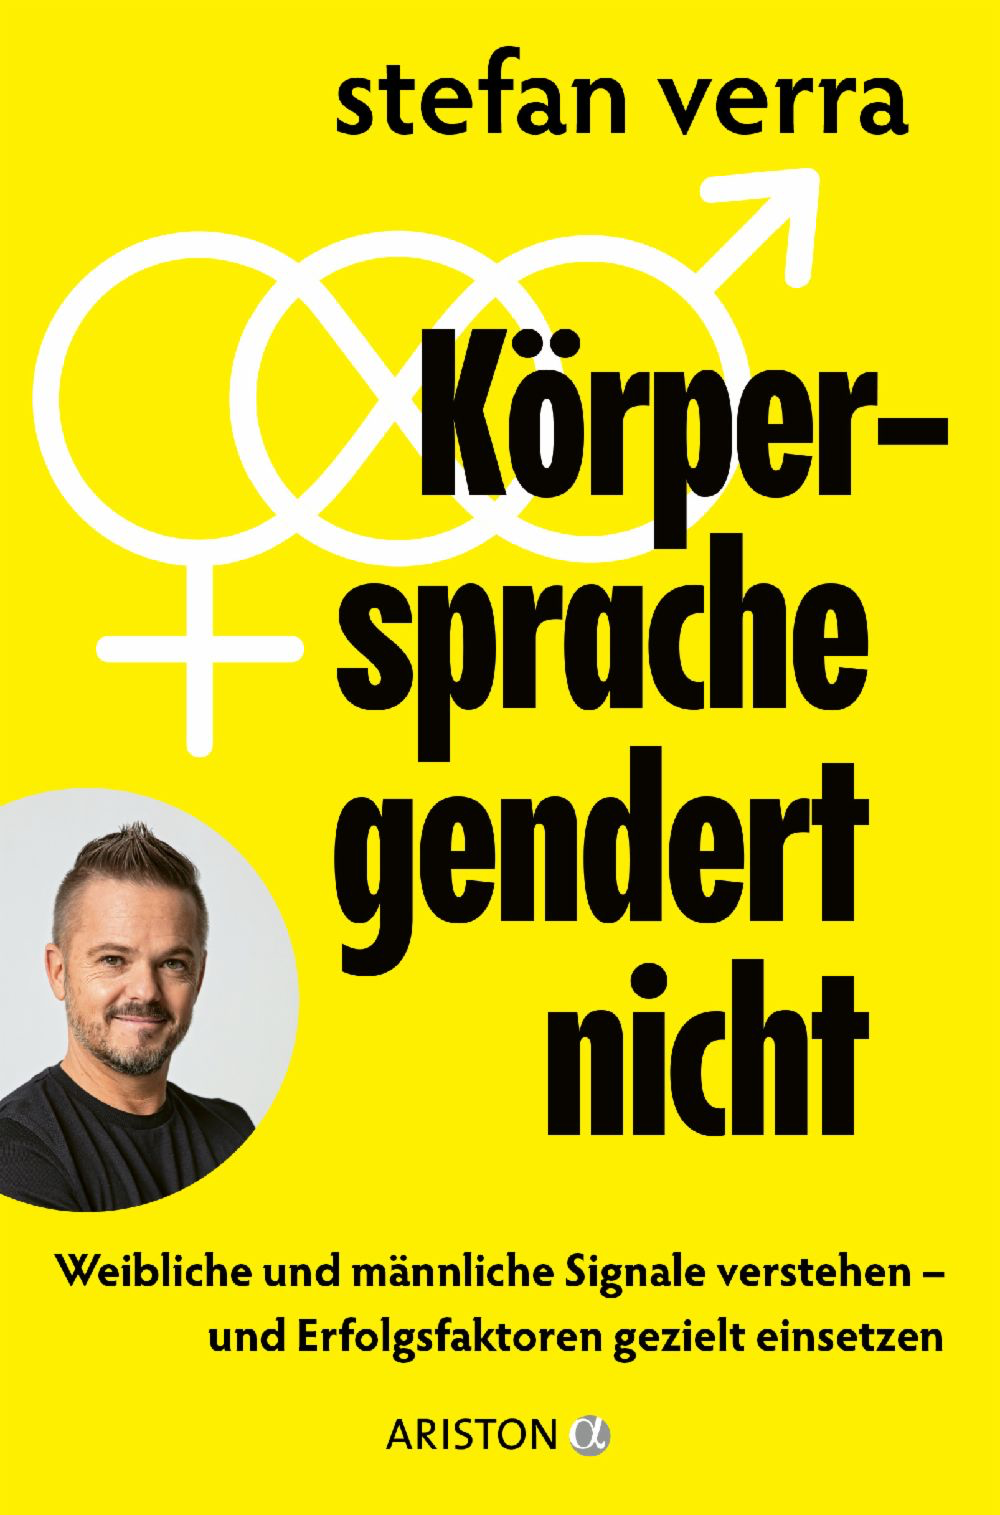 stefan verra
Körper-
sprache
gendert
nicht
Weibliche und männliche Signale verstehen –
und Erfolgsfaktoren gezielt einsetzen
ARISTON α